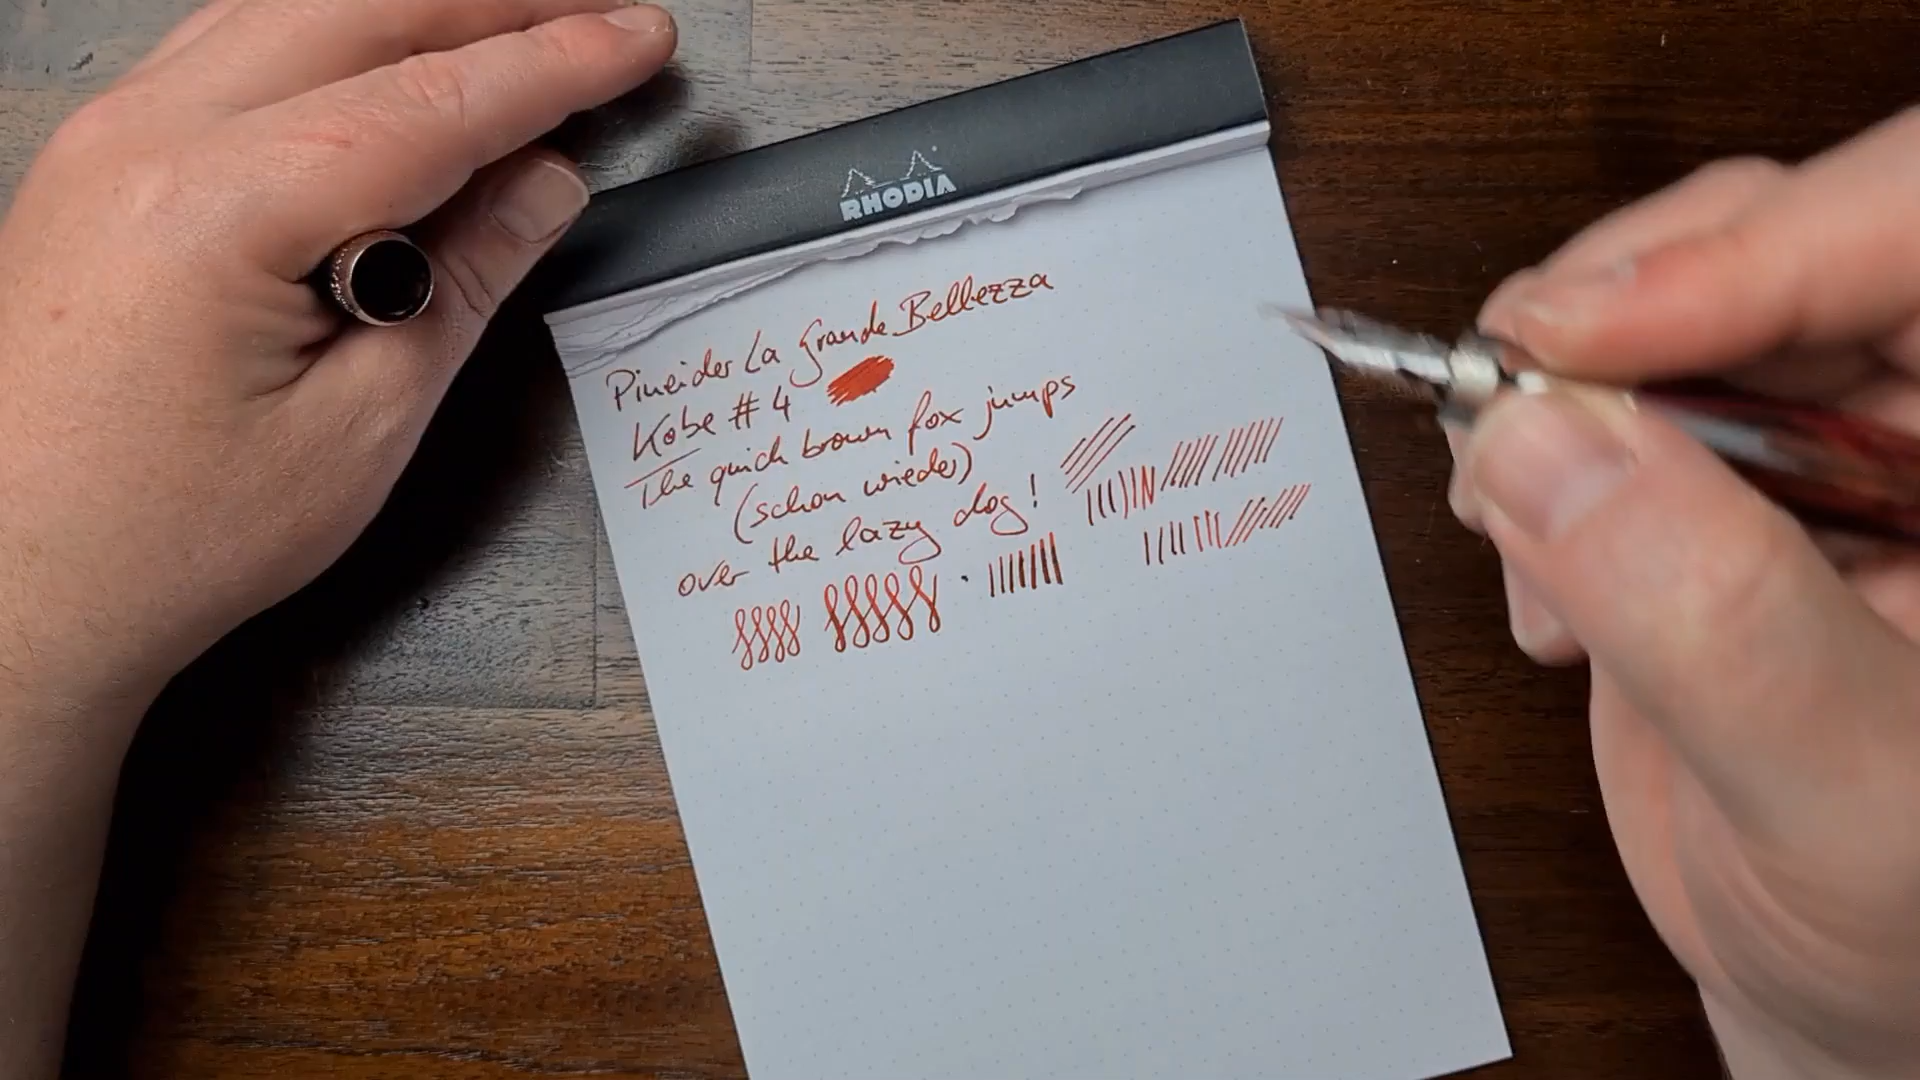 RHODIA
Pineider La Grande Bellezza
Kobe #4
The quick brown fox jumps
(schon wieder)
over the lazy dog!